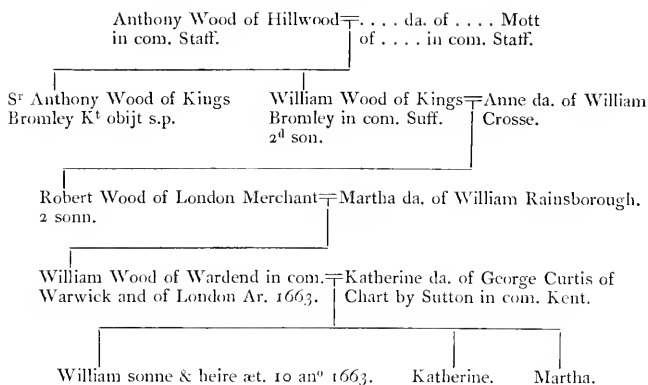 Anthony Wood of Hillwood=. . . . da. of . . . . Mott
in com. Staff. of . . . . in com. Staff.
Sʳ Anthony Wood of Kings
Bromley Kᵗ obijt s.p.
William Wood of Kings=Anne da. of William
Bromley in com. Suff. Crosse.
2ᵈ son.
Robert Wood of London Merchant=Martha da. of William Rainsborough.
2 sonn.
William Wood of Wardend in com.=Katherine da. of George Curtis of
Warwick and of London Ar. 1663. Chart by Sutton in com. Kent.
William sonne & heire æt. 10 anº 1663. Katherine. Martha.